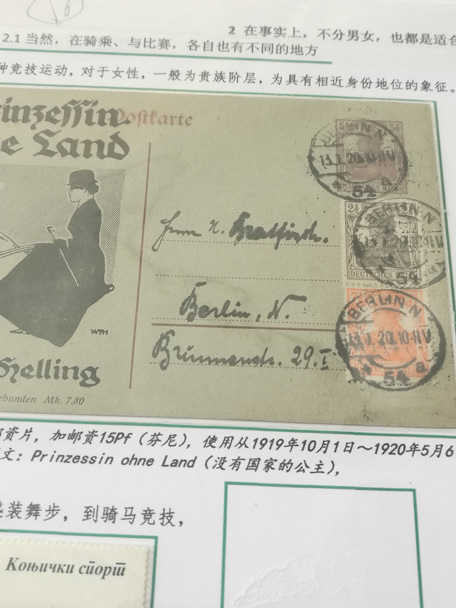 2 在事实上，不分男女，也都是适合
2.1 当然，在骑乘、与比赛，各自也有不同的地方
种竞技运动，对于女性，一般为贵族阶层，为具有相近身份地位的象征。
rinzessin
Postkarte
e Land
BERLIN N
54 a
BERLIN N
54
BERLIN N
54 a
Herrn
Berlin, N.
Brunnenstr. 29. I
WTH
Helling
ebunden Mk. 7,80
邮资片，加邮资15Pf（芬尼），使用从1919年10月1日～1920年5月6
文：Prinzessin ohne Land（没有国家的公主），
装舞步，到骑马竞技，
Коњички спорт